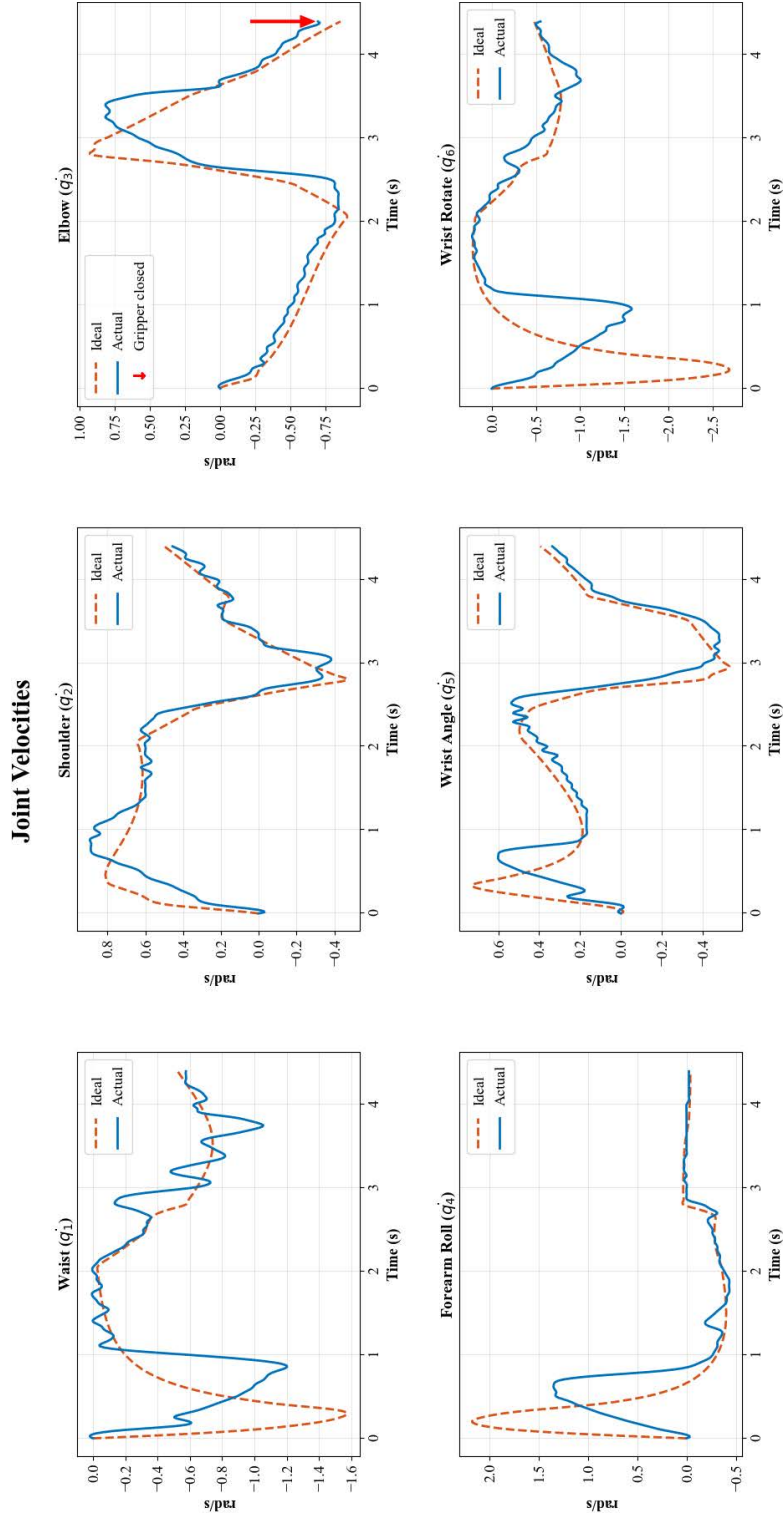 Joint Velocities
Waist (q̇1)
rad/s
0.0
−0.2
−0.4
−0.6
−0.8
−1.0
−1.2
−1.4
−1.6
0 1 2 3 4
Time (s)
Ideal
Actual
Shoulder (q̇2)
rad/s
0.8
0.6
0.4
0.2
0.0
−0.2
−0.4
0 1 2 3 4
Time (s)
Ideal
Actual
Elbow (q̇3)
rad/s
1.00
0.75
0.50
0.25
0.00
−0.25
−0.50
−0.75
0 1 2 3 4
Time (s)
Ideal
Actual
Gripper closed
Forearm Roll (q̇4)
rad/s
2.0
1.5
1.0
0.5
0.0
−0.5
0 1 2 3 4
Time (s)
Ideal
Actual
Wrist Angle (q̇5)
rad/s
0.6
0.4
0.2
0.0
−0.2
−0.4
0 1 2 3 4
Time (s)
Ideal
Actual
Wrist Rotate (q̇6)
rad/s
0.0
−0.5
−1.0
−1.5
−2.0
−2.5
0 1 2 3 4
Time (s)
Ideal
Actual